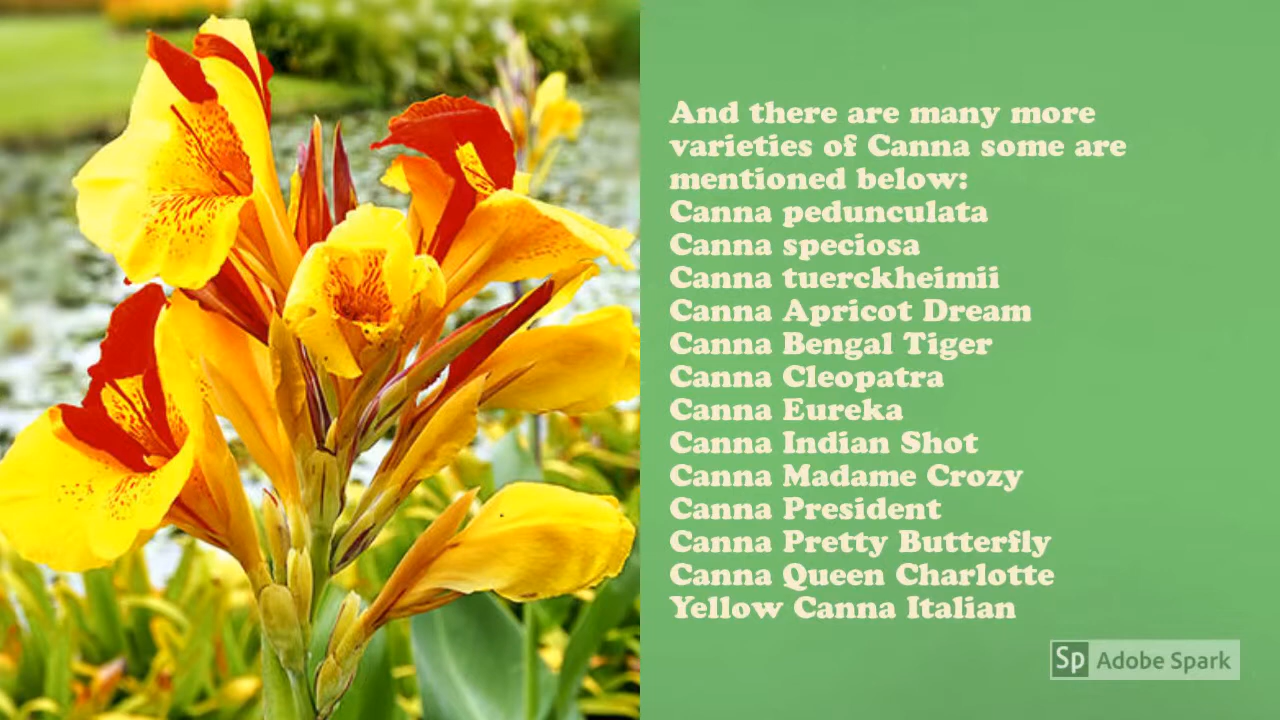 And there are many more
varieties of Canna some are
mentioned below:
Canna pedunculata
Canna speciosa
Canna tuerckheimii
Canna Apricot Dream
Canna Bengal Tiger
Canna Cleopatra
Canna Eureka
Canna Indian Shot
Canna Madame Crozy
Canna President
Canna Pretty Butterfly
Canna Queen Charlotte
Yellow Canna Italian
Sp Adobe Spark